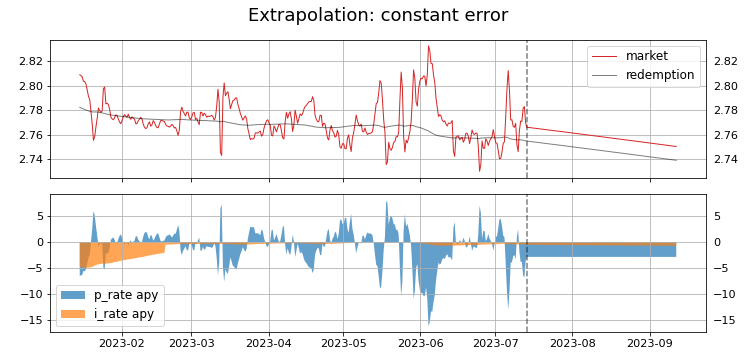 Extrapolation: constant error
2.82 2.82
2.80 2.80
2.78 2.78
2.76 2.76
2.74 2.74
market
redemption
5 5
0 0
−5 −5
−10 −10
−15 −15
p_rate apy
i_rate apy
2023-02 2023-03 2023-04 2023-05 2023-06 2023-07 2023-08 2023-09